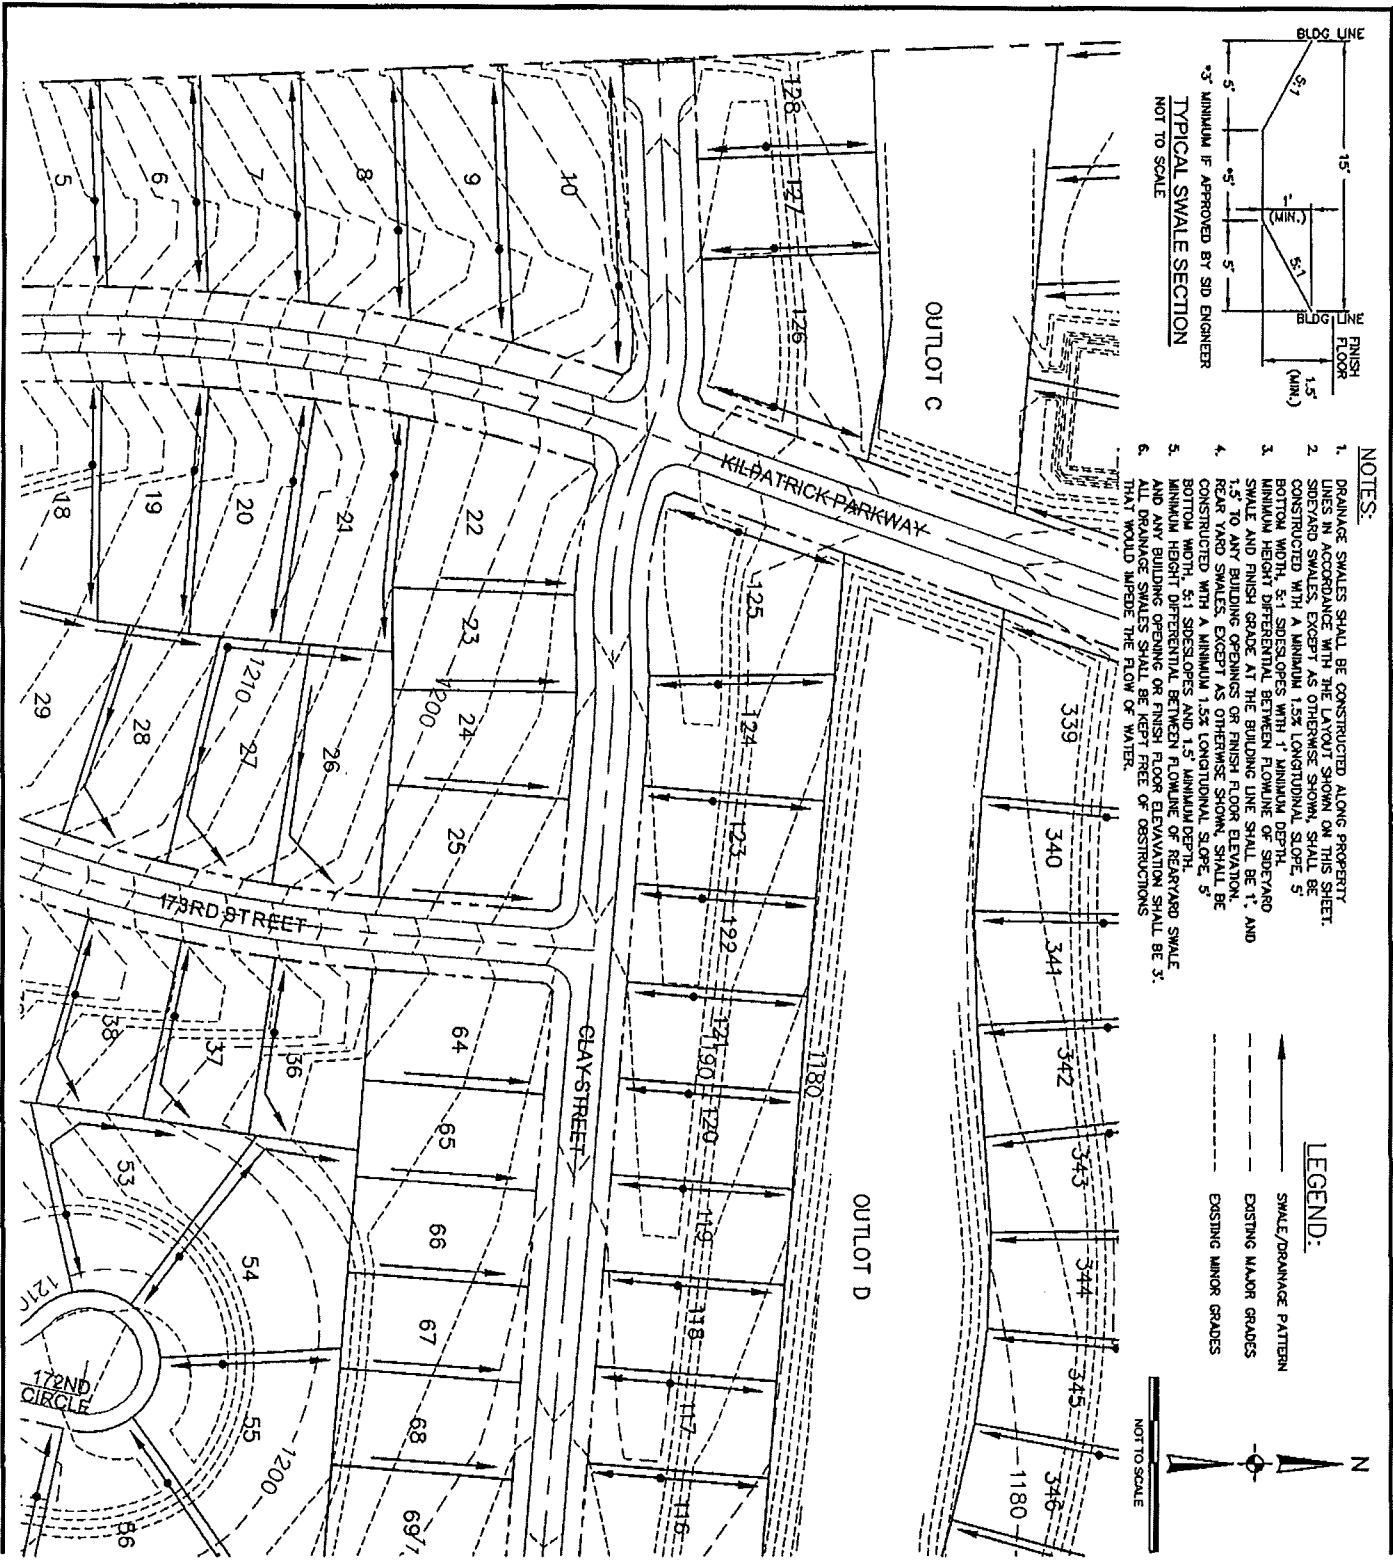 BLDG LINE
15'
BLDG LINE
FINISH
FLOOR
5:1
1'
(MIN.)
5:1
1.5'
(MIN.)
5'
*5'
5'
*3' MINIMUM IF APPROVED BY SID ENGINEER
TYPICAL SWALE SECTION
NOT TO SCALE
NOTES:
1. DRAINAGE SWALES SHALL BE CONSTRUCTED ALONG PROPERTY
LINES IN ACCORDANCE WITH THE LAYOUT SHOWN ON THIS SHEET.
2. SIDEYARD SWALES, EXCEPT AS OTHERWISE SHOWN, SHALL BE
CONSTRUCTED WITH A MINIMUM 1.5% LONGITUDINAL SLOPE, 5'
BOTTOM WIDTH, 5:1 SIDESLOPES WITH 1' MINIMUM DEPTH.
3. MINIMUM HEIGHT DIFFERENTIAL BETWEEN FLOWLINE OF SIDEYARD
SWALE AND FINISH GRADE AT THE BUILDING LINE SHALL BE 1', AND
1.5' TO ANY BUILDING OPENINGS OR FINISH FLOOR ELEVATION.
4. REAR YARD SWALES, EXCEPT AS OTHERWISE SHOWN, SHALL BE
CONSTRUCTED WITH A MINIMUM 1.5% LONGITUDINAL SLOPE, 5'
BOTTOM WIDTH, 5:1 SIDESLOPES AND 1.5' MINIMUM DEPTH.
5. MINIMUM HEIGHT DIFFERENTIAL BETWEEN FLOWLINE OF REARYARD SWALE
AND ANY BUILDING OPENING OR FINISH FLOOR ELEVAVATION SHALL BE 3'.
6. ALL DRAINAGE SWALES SHALL BE KEPT FREE OF OBSTRUCTIONS
THAT WOULD IMPEDE THE FLOW OF WATER.
LEGEND:
SWALE/DRAINAGE PATTERN
EXISTING MAJOR GRADES
EXISTING MINOR GRADES
N
NOT TO SCALE
OUTLOT C
KILPATRICK PARKWAY
339
340
341
342
343
344
345
346
1180
OUTLOT D
1180
128
127
126
125
124
123
122
121
1190
120
119
118
117
116
CLAY STREET
10
9
8
7
6
5
22
23
24
1200
25
64
65
66
67
68
69
21
20
19
18
26
27
1210
28
29
173RD STREET
36
37
38
53
54
55
56
1200
1210
172ND
CIRCLE